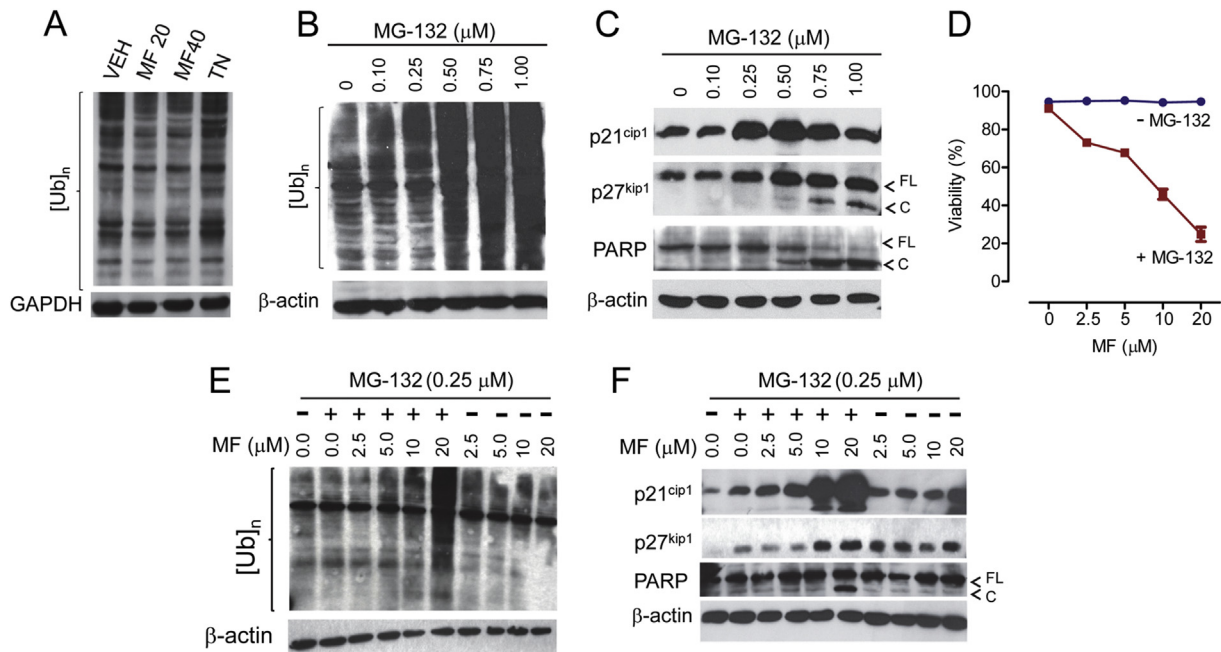 A
VEH
MF 20
MF40
TN
[Ub]n
GAPDH
B
MG-132 (μM)
0
0.10
0.25
0.50
0.75
1.00
[Ub]n
β-actin
C
MG-132 (μM)
0
0.10
0.25
0.50
0.75
1.00
p21cip1
p27kip1
FL
C
PARP
FL
C
β-actin
D
100
80
60
40
20
0
Viability (%)
- MG-132
+ MG-132
0 2.5 5 10 20
MF (μM)
E
MG-132 (0.25 μM)
- + + + + + - - - -
MF (μM) 0.0 0.0 2.5 5.0 10 20 2.5 5.0 10 20
[Ub]n
β-actin
F
MG-132 (0.25 μM)
- + + + + + - - - -
MF (μM) 0.0 0.0 2.5 5.0 10 20 2.5 5.0 10 20
p21cip1
p27kip1
PARP
FL
C
β-actin